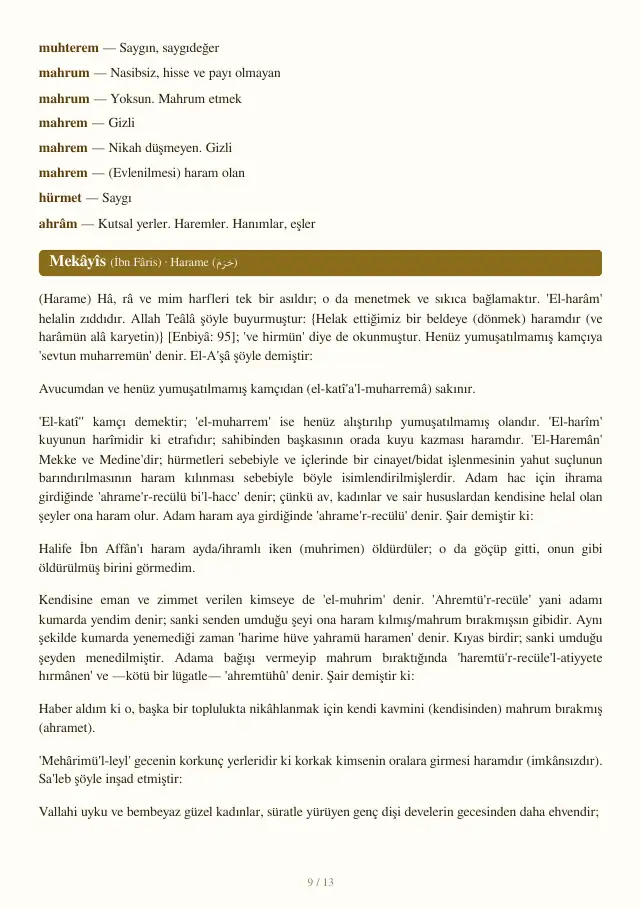 muhterem — Saygın, saygıdeğer
mahrum — Nasibsiz, hisse ve payı olmayan
mahrum — Yoksun. Mahrum etmek
mahrem — Gizli
mahrem — Nikah düşmeyen. Gizli
mahrem — (Evlenilmesi) haram olan
hürmet — Saygı
ahrâm — Kutsal yerler. Haremler. Hanımlar, eşler
Mekâyîs (İbn Fâris) · Harame (حَرَمَ)
(Harame) Hâ, râ ve mim harfleri tek bir asıldır; o da menetmek ve sıkıca bağlamaktır. 'El-harâm'
helalin zıddıdır. Allah Teâlâ şöyle buyurmuştur: {Helak ettiğimiz bir beldeye (dönmek) haramdır (ve
harâmün alâ karyetin)} [Enbiyâ: 95]; 've hirmün' diye de okunmuştur. Henüz yumuşatılmamış kamçıya
'sevtun muharremün' denir. El-A'şâ şöyle demiştir:
Avucumdan ve henüz yumuşatılmamış kamçıdan (el-katî'a'l-muharremâ) sakınır.
'El-katî'' kamçı demektir; 'el-muharrem' ise henüz alıştırılıp yumuşatılmamış olandır. 'El-harîm'
kuyunun harîmidir ki etrafıdır; sahibinden başkasının orada kuyu kazması haramdır. 'El-Haremân'
Mekke ve Medine'dir; hürmetleri sebebiyle ve içlerinde bir cinayet/bidat işlenmesinin yahut suçlunun
barındırılmasının haram kılınması sebebiyle böyle isimlendirilmişlerdir. Adam hac için ihrama
girdiğinde 'ahrame'r-recülü bi'l-hacc' denir; çünkü av, kadınlar ve sair hususlardan kendisine helal olan
şeyler ona haram olur. Adam haram aya girdiğinde 'ahrame'r-recülü' denir. Şair demiştir ki:
Halife İbn Affân'ı haram ayda/ihramlı iken (muhrimen) öldürdüler; o da göçüp gitti, onun gibi
öldürülmüş birini görmedim.
Kendisine eman ve zimmet verilen kimseye de 'el-muhrim' denir. 'Ahremtü'r-recüle' yani adamı
kumarda yendim denir; sanki senden umduğu şeyi ona haram kılmış/mahrum bırakmışsın gibidir. Aynı
şekilde kumarda yenemediği zaman 'harime hüve yahramü haramen' denir. Kıyas birdir; sanki umduğu
şeyden menedilmiştir. Adama bağışı vermeyip mahrum bıraktığında 'haremtü'r-recüle'l-atiyyete
hırmânen' ve —kötü bir lügatle— 'ahremtühû' denir. Şair demiştir ki:
Haber aldım ki o, başka bir toplulukta nikâhlanmak için kendi kavmini (kendisinden) mahrum bırakmış
(ahramet).
'Mehârimü'l-leyl' gecenin korkunç yerleridir ki korkak kimsenin oralara girmesi haramdır (imkânsızdır).
Sa'leb şöyle inşad etmiştir:
Vallahi uyku ve bembeyaz güzel kadınlar, süratle yürüyen genç dişi develerin gecesinden daha ehvendir;
9 / 13